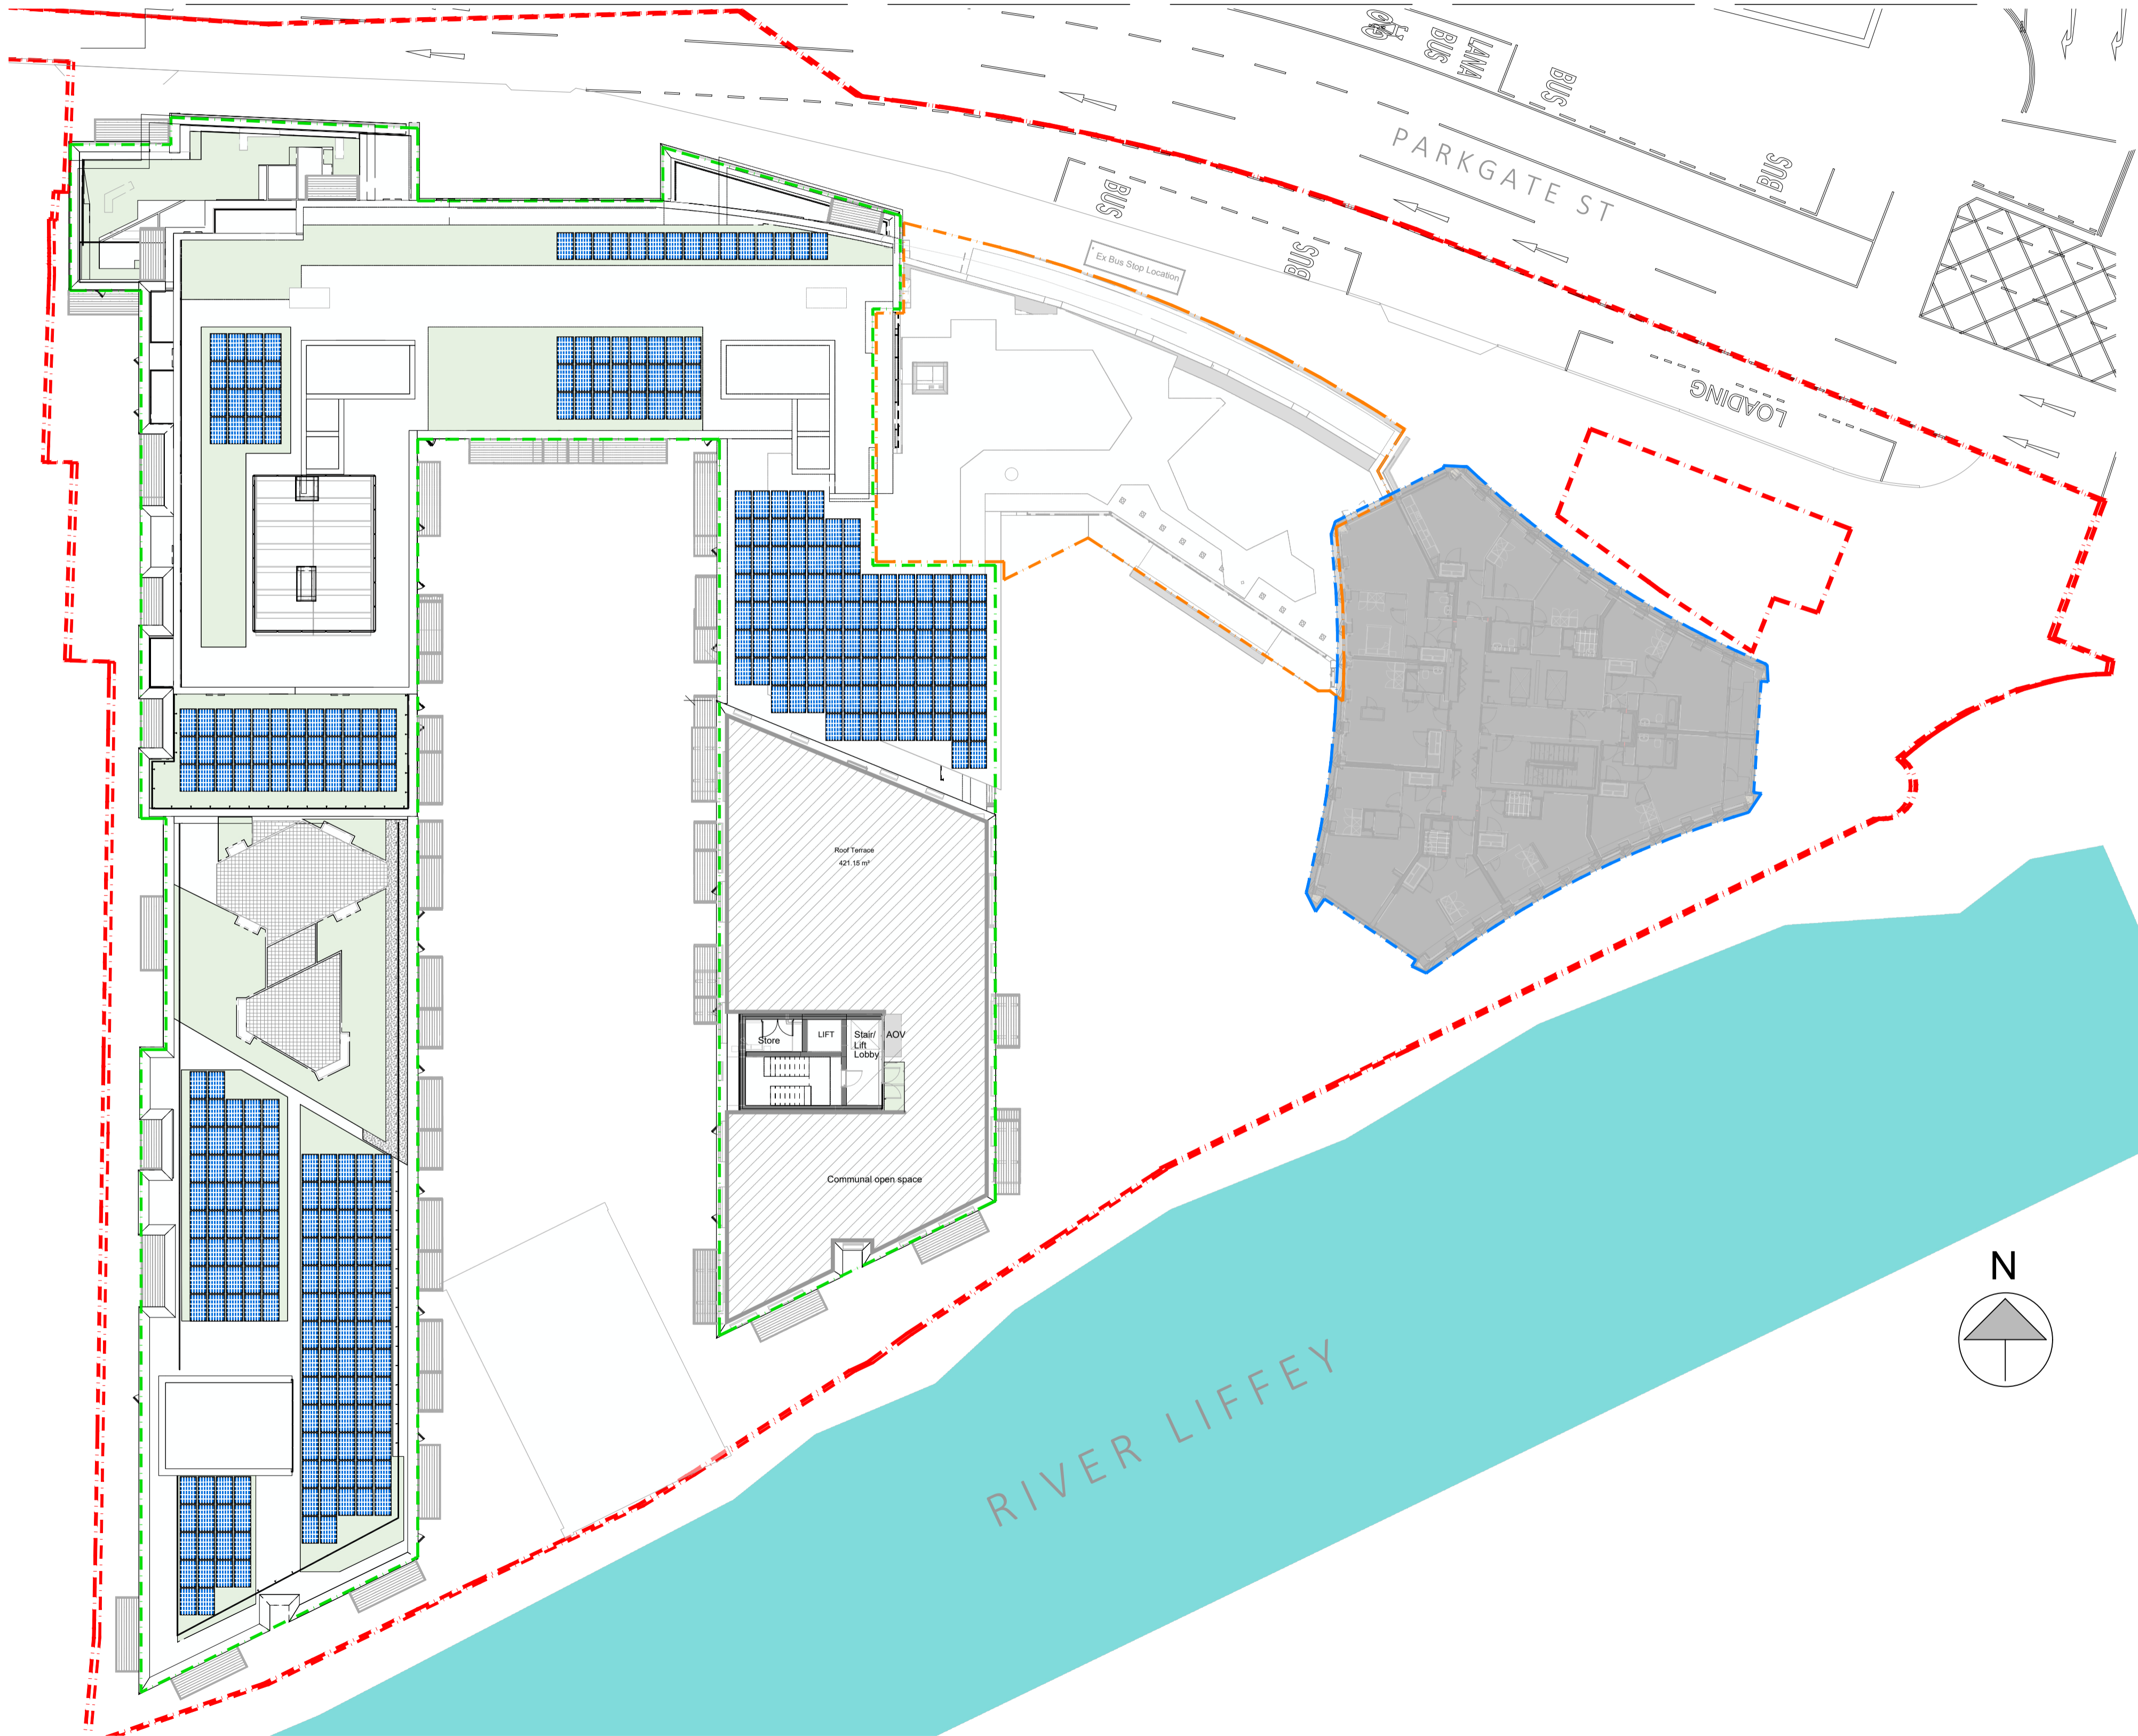 LANA
BUS
BUS
PARKGATE ST
BUS
BUS
BUS
Ex Bus Stop Location
LOADING
Roof Terrace
421.15 m²
Store
LIFT
Stair/
Lift
Lobby
AOV
Communal open space
N
RIVER LIFFEY